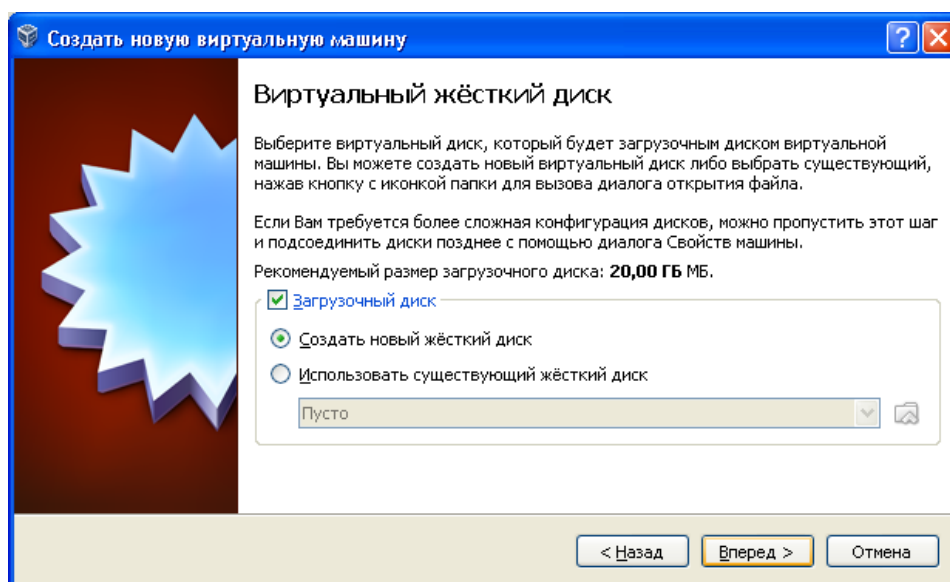 Создать новую виртуальную машину
Виртуальный жёсткий диск
Выберите виртуальный диск, который будет загрузочным диском виртуальной
машины. Вы можете создать новый виртуальный диск либо выбрать существующий,
нажав кнопку с иконкой папки для вызова диалога открытия файла.
Если Вам требуется более сложная конфигурация дисков, можно пропустить этот шаг
и подсоединить диски позднее с помощью диалога Свойств машины.
Рекомендуемый размер загрузочного диска: 20,00 ГБ МБ.
Загрузочный диск
Создать новый жёсткий диск
Использовать существующий жёсткий диск
Пусто
< Назад Вперед > Отмена